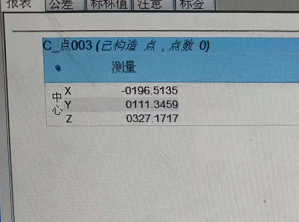 报表 公差 标称值 注意 标签
C_点003 (已构造 点，点数 0)
测量
中心
X -0196.5135
Y 0111.3459
Z 0327.1717